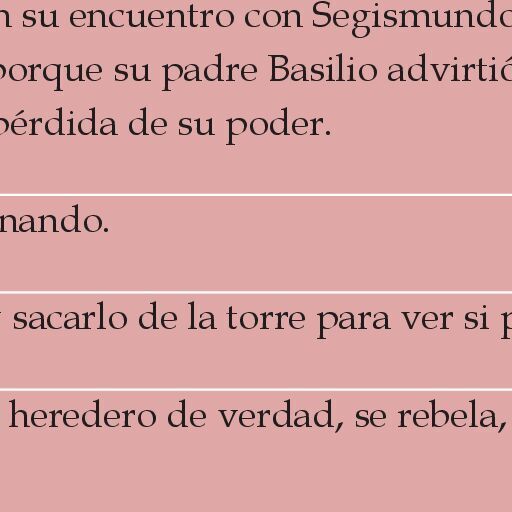 su encuentro con Segismundo
porque su padre Basilio advirtió
pérdida de su poder.
nando.
sacarlo de la torre para ver si
heredero de verdad, se rebela,